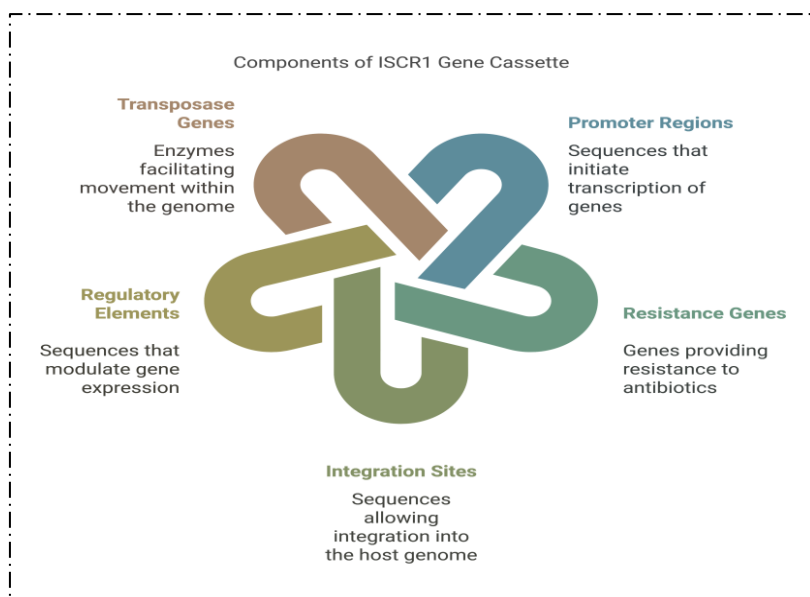 Components of ISCR1 Gene Cassette
Transposase
Genes
Enzymes
facilitating
movement within
the genome
Promoter Regions
Sequences that
initiate
transcription of
genes
Regulatory
Elements
Sequences that
modulate gene
expression
Resistance Genes
Genes providing
resistance to
antibiotics
Integration Sites
Sequences
allowing
integration into
the host genome